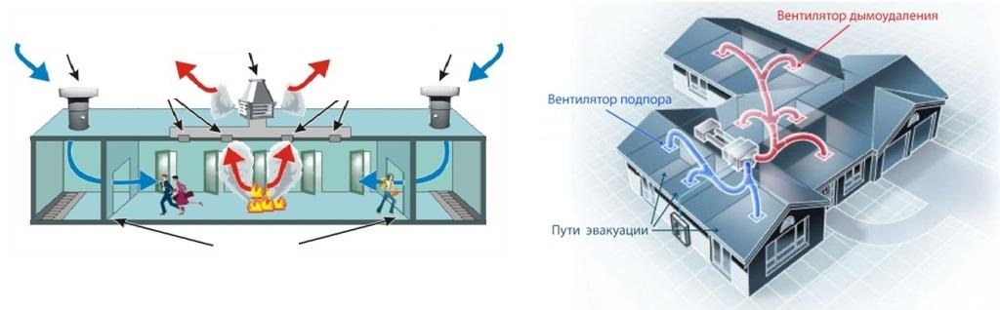 Вентилятор дымоудаления
Вентилятор подпора
Пути эвакуации